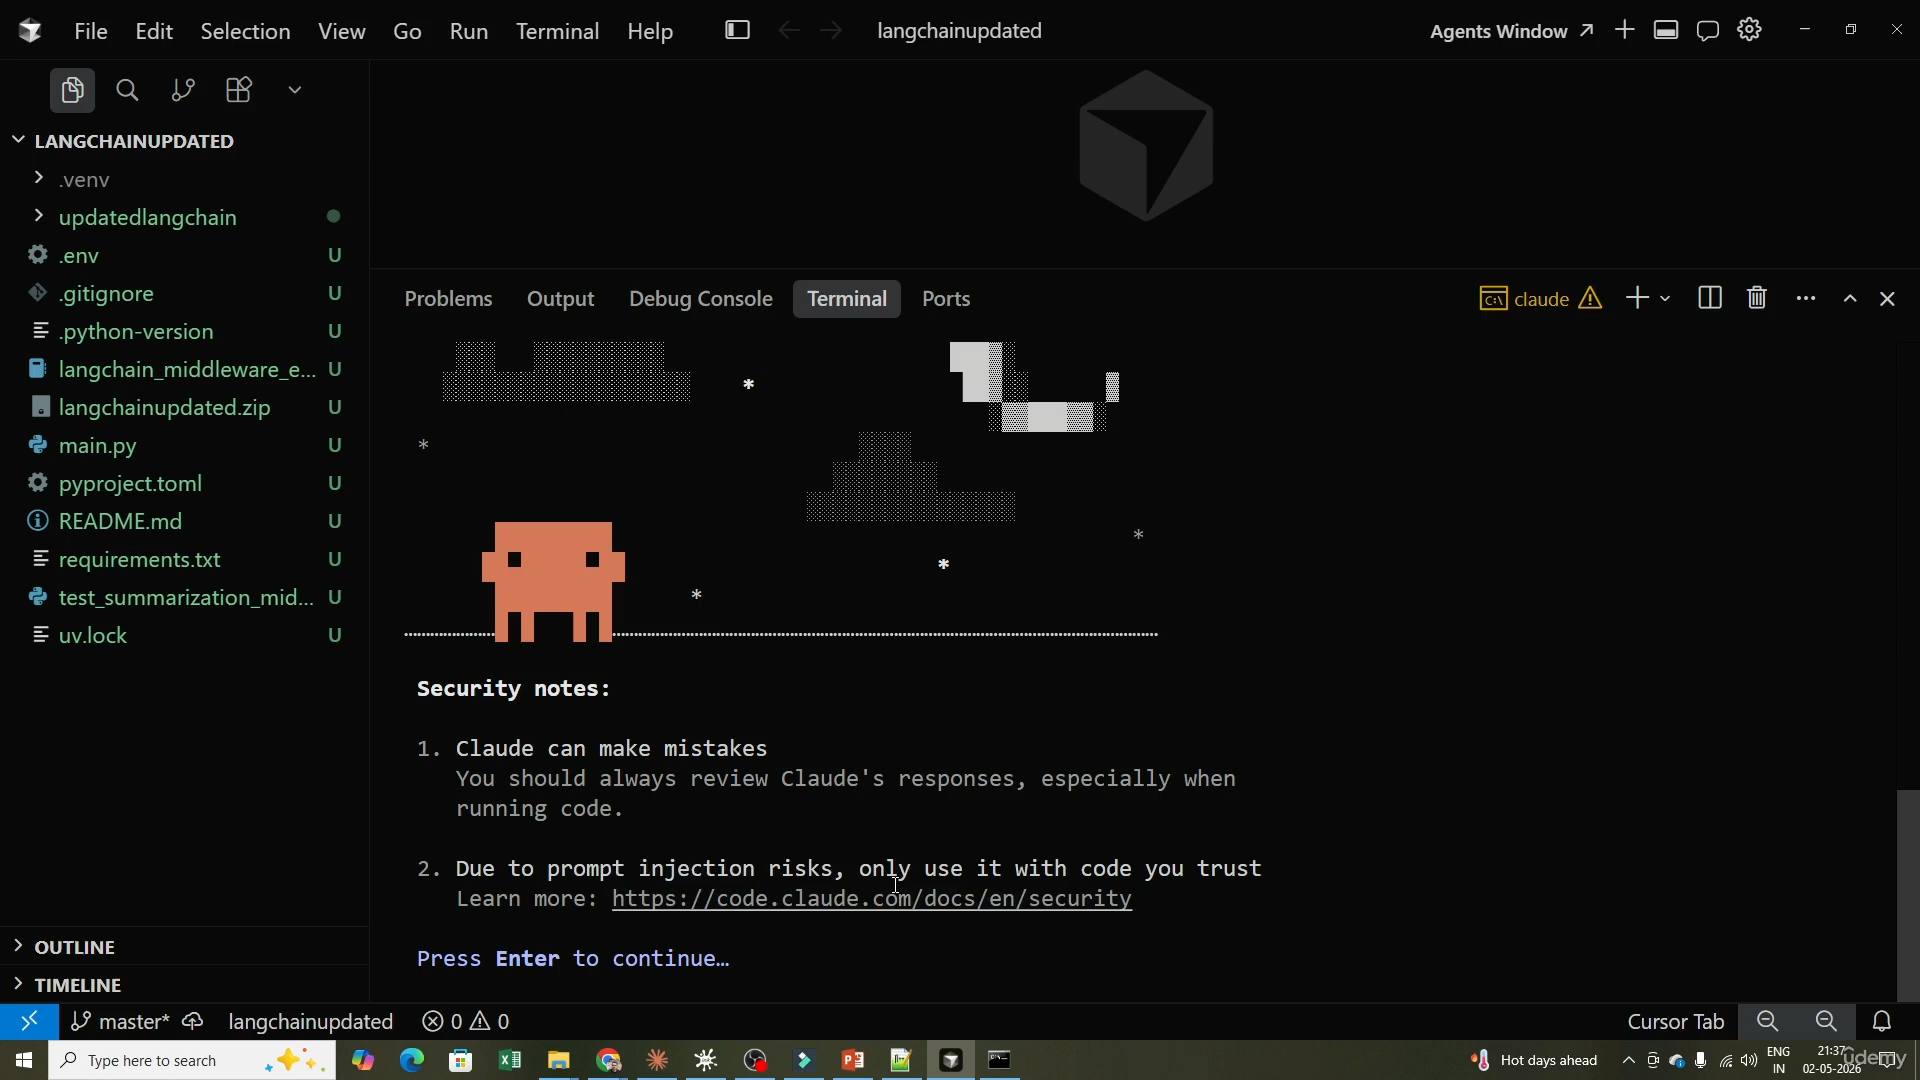 File Edit Selection View Go Run Terminal Help langchainupdated Agents Window
LANGCHAINUPDATED
.venv
updatedlangchain
.env U
.gitignore U
.python-version U
langchain_middleware_e... U
langchainupdated.zip U
main.py U
pyproject.toml U
README.md U
requirements.txt U
test_summarization_mid... U
uv.lock U
OUTLINE
TIMELINE
Problems Output Debug Console Terminal Ports claude
*
*
*
*
*
Security notes:
1. Claude can make mistakes
You should always review Claude's responses, especially when
running code.
2. Due to prompt injection risks, only use it with code you trust
Learn more: https://code.claude.com/docs/en/security
Press Enter to continue…
master* langchainupdated 0 0 Cursor Tab
Type here to search Hot days ahead ENG IN 21:37 02-05-2026
udemy